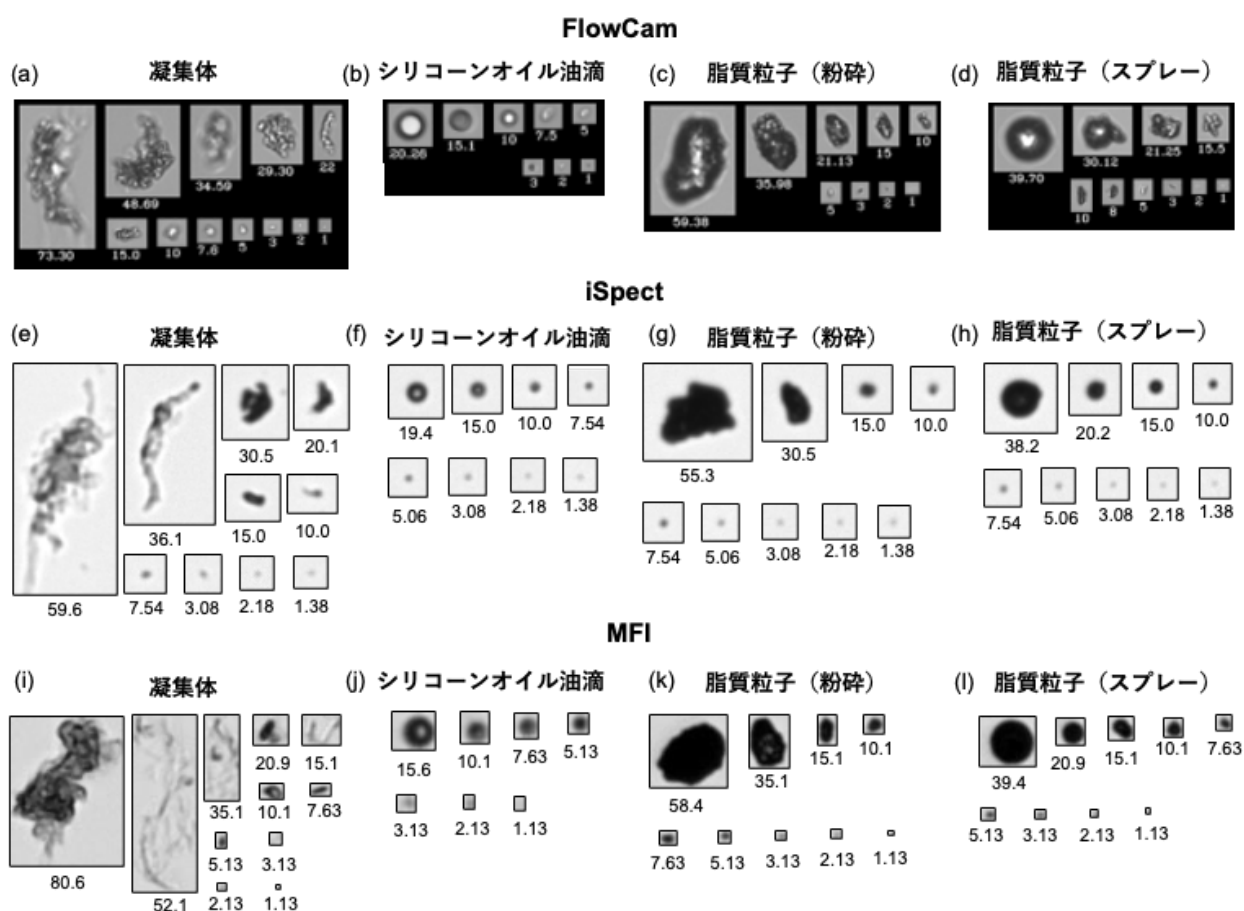 FlowCam
(a) 凝集体 (b) シリコーンオイル油滴 (c) 脂質粒子（粉砕） (d) 脂質粒子（スプレー）
73.30 48.69 34.59 29.30 22
15.0 10 7.6 5 3 2 1
20.26 15.1 10 7.5 5
3 2 1
59.38 35.98 21.13 15 10
5 3 2 1
39.70 30.12 21.25 15.5
10 8 5 3 2 1
iSpect
(e) 凝集体 (f) シリコーンオイル油滴 (g) 脂質粒子（粉砕） (h) 脂質粒子（スプレー）
59.6 36.1 30.5 20.1
15.0 10.0
7.54 3.08 2.18 1.38
19.4 15.0 10.0 7.54
5.06 3.08 2.18 1.38
55.3 30.5 15.0 10.0
7.54 5.06 3.08 2.18 1.38
38.2 20.2 15.0 10.0
7.54 5.06 3.08 2.18 1.38
MFI
(i) 凝集体 (j) シリコーンオイル油滴 (k) 脂質粒子（粉砕） (l) 脂質粒子（スプレー）
80.6 52.1 35.1 20.9 15.1
10.1 7.63
5.13 3.13
2.13 1.13
15.6 10.1 7.63 5.13
3.13 2.13 1.13
58.4 35.1 15.1 10.1
7.63 5.13 3.13 2.13 1.13
39.4 20.9 15.1 10.1 7.63
5.13 3.13 2.13 1.13